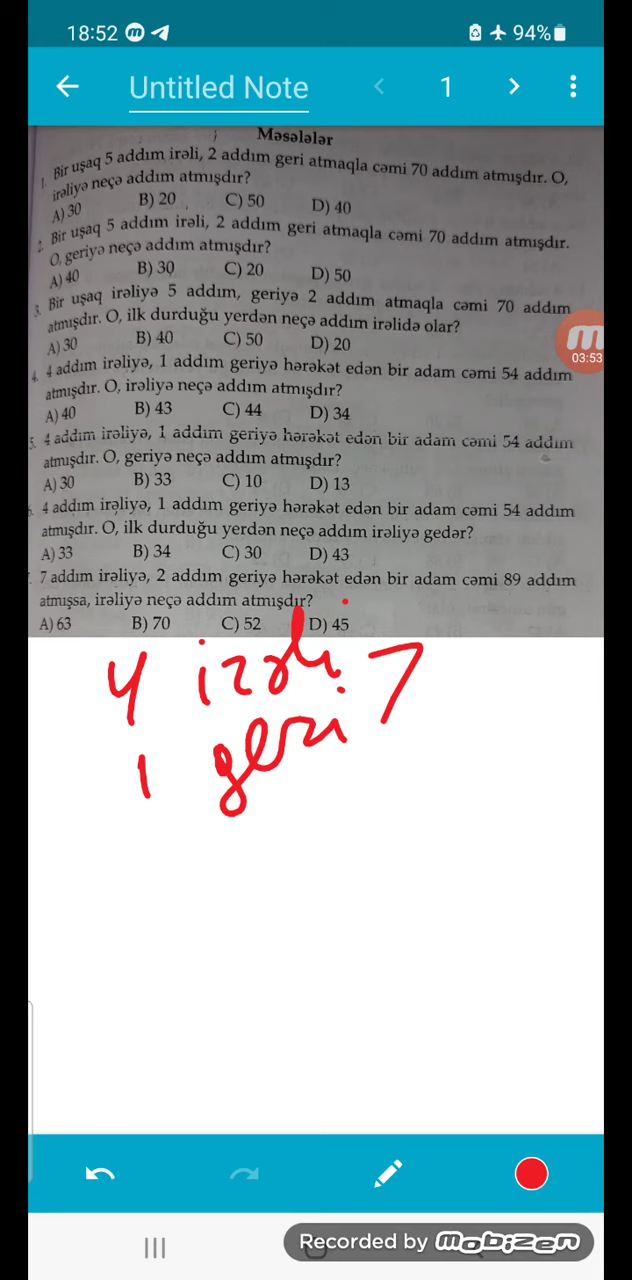 18:52 94%
Untitled Note 1
Məsələlər
1. Bir uşaq 5 addım irəli, 2 addım geri atmaqla cəmi 70 addım atmışdır. O,
irəliyə neçə addım atmışdır?
A) 30 B) 20 C) 50 D) 40
2. Bir uşaq 5 addım irəli, 2 addım geri atmaqla cəmi 70 addım atmışdır.
O, geriyə neçə addım atmışdır?
A) 40 B) 30 C) 20 D) 50
3. Bir uşaq irəliyə 5 addım, geriyə 2 addım atmaqla cəmi 70 addım
atmışdır. O, ilk durduğu yerdən neçə addım irəlidə olar?
A) 30 B) 40 C) 50 D) 20
03:53
4. 4 addım irəliyə, 1 addım geriyə hərəkət edən bir adam cəmi 54 addım
atmışdır. O, irəliyə neçə addım atmışdır?
A) 40 B) 43 C) 44 D) 34
5. 4 addım irəliyə, 1 addım geriyə hərəkət edən bir adam cəmi 54 addım
atmışdır. O, geriyə neçə addım atmışdır?
A) 30 B) 33 C) 10 D) 13
4 addım irəliyə, 1 addım geriyə hərəkət edən bir adam cəmi 54 addım
atmışdır. O, ilk durduğu yerdən neçə addım irəliyə gedər?
A) 33 B) 34 C) 30 D) 43
7 addım irəliyə, 2 addım geriyə hərəkət edən bir adam cəmi 89 addım
atmışsa, irəliyə neçə addım atmışdır?
A) 63 B) 70 C) 52 D) 45
4 irəli 7
1 geri
Recorded by mobizen